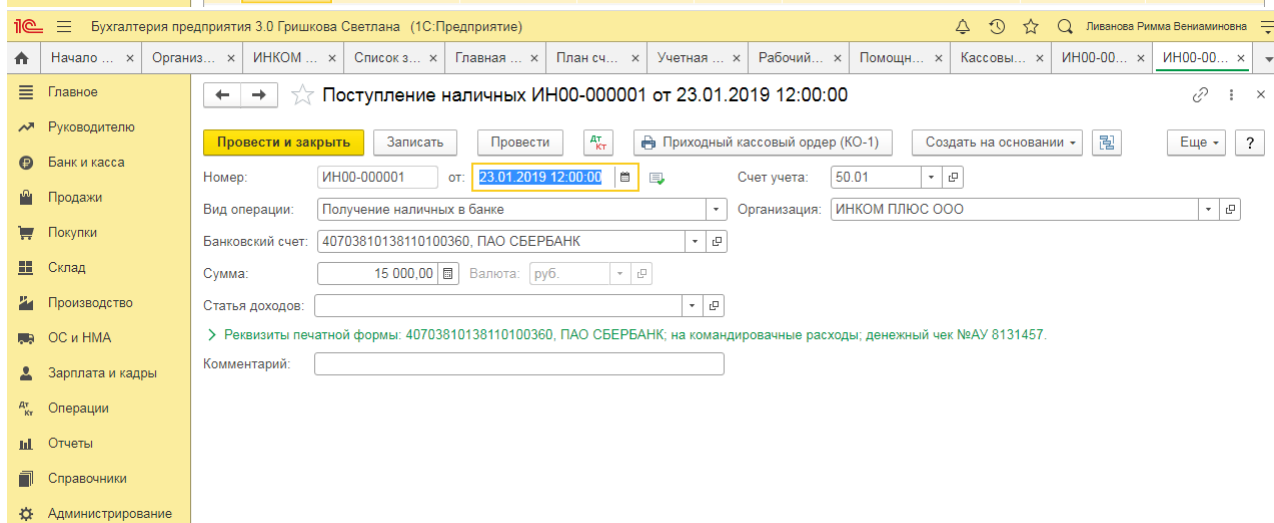 1С Бухгалтерия предприятия 3.0 Гришкова Светлана (1С:Предприятие) Ливанова Римма Вениаминовна
Начало ... × Организ... × ИНКОМ ... × Список з... × Главная ... × План сч... × Учетная ... × Рабочий... × Помощн... × Кассовы... × ИН00-00... × ИН00-00... ×
Главное
Руководителю
Банк и касса
Продажи
Покупки
Склад
Производство
ОС и НМА
Зарплата и кадры
Операции
Отчеты
Справочники
Администрирование
Поступление наличных ИН00-000001 от 23.01.2019 12:00:00
Провести и закрыть Записать Провести Дт Кт Приходный кассовый ордер (КО-1) Создать на основании Еще ?
Номер: ИН00-000001 от: 23.01.2019 12:00:00 Счет учета: 50.01
Вид операции: Получение наличных в банке Организация: ИНКОМ ПЛЮС ООО
Банковский счет: 40703810138110100360, ПАО СБЕРБАНК
Сумма: 15 000,00 Валюта: руб.
Статья доходов:
Реквизиты печатной формы: 40703810138110100360, ПАО СБЕРБАНК; на командировачные расходы; денежный чек №АУ 8131457.
Комментарий: